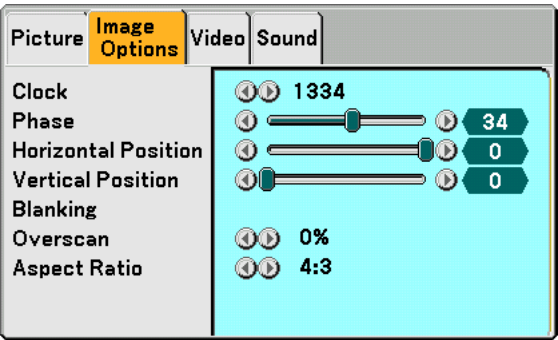 Picture
Image
Options
Video
Sound
Clock 1334
Phase 34
Horizontal Position 0
Vertical Position 0
Blanking
Overscan 0%
Aspect Ratio 4:3